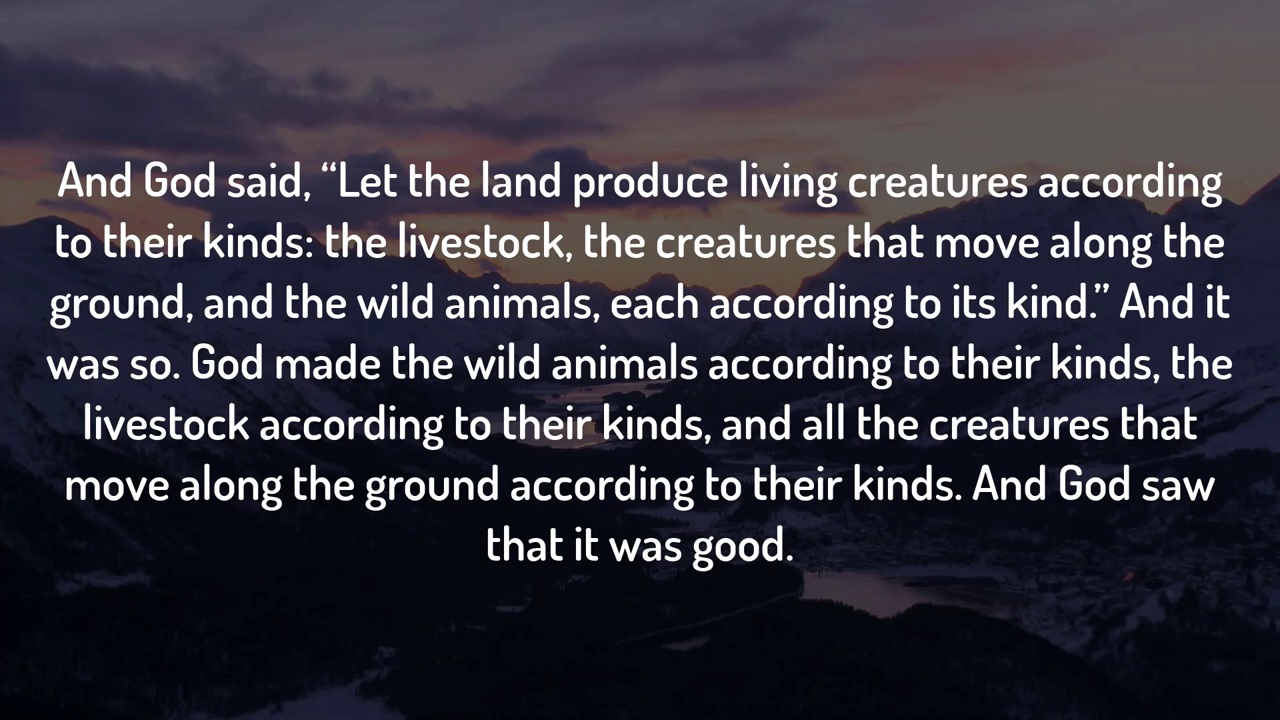 And God said, “Let the land produce living creatures according
to their kinds: the livestock, the creatures that move along the
ground, and the wild animals, each according to its kind.” And it
was so. God made the wild animals according to their kinds, the
livestock according to their kinds, and all the creatures that
move along the ground according to their kinds. And God saw
that it was good.